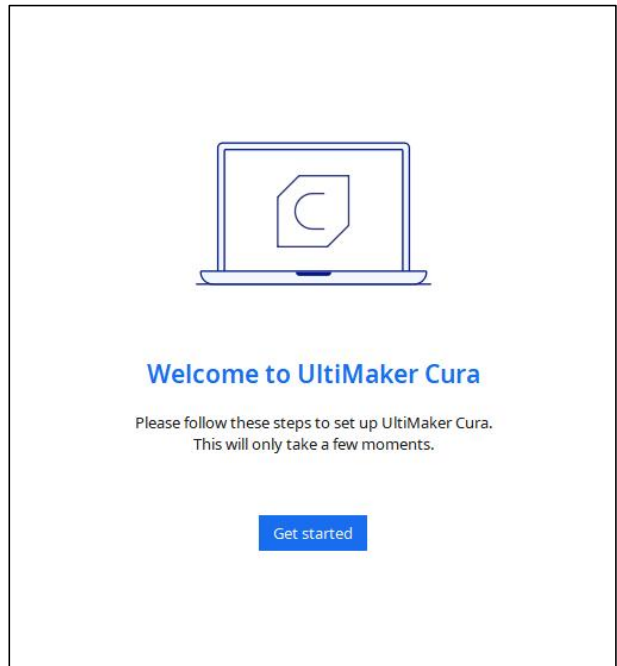 Welcome to UltiMaker Cura
Please follow these steps to set up UltiMaker Cura.
This will only take a few moments.
Get started